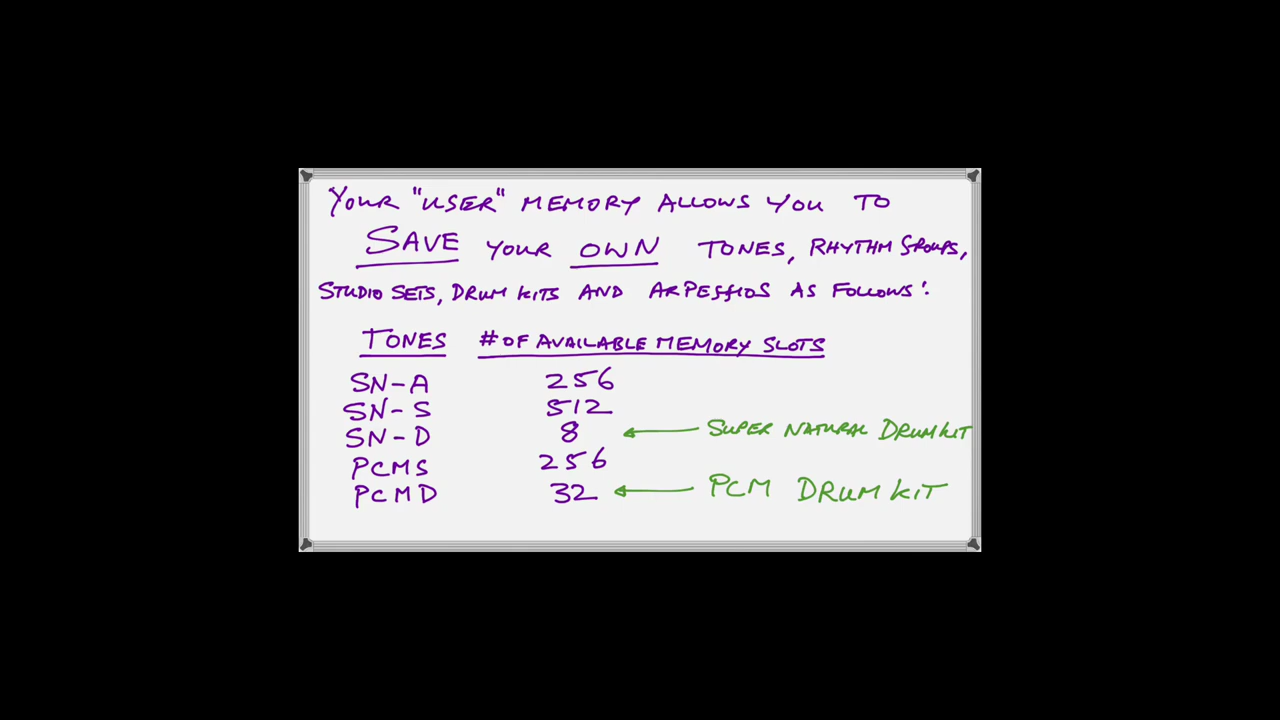 YOUR "USER" MEMORY ALLOWS YOU TO
SAVE YOUR OWN TONES, RHYTHM GROUPS,
STUDIO SETS, DRUM KITS AND ARPEGGIOS AS FOLLOWS:
TONES # OF AVAILABLE MEMORY SLOTS
SN-A 256
SN-S 512
SN-D 8 ← SUPER NATURAL DRUM KIT
PCMS 256
PCMD 32 ← PCM DRUM KIT